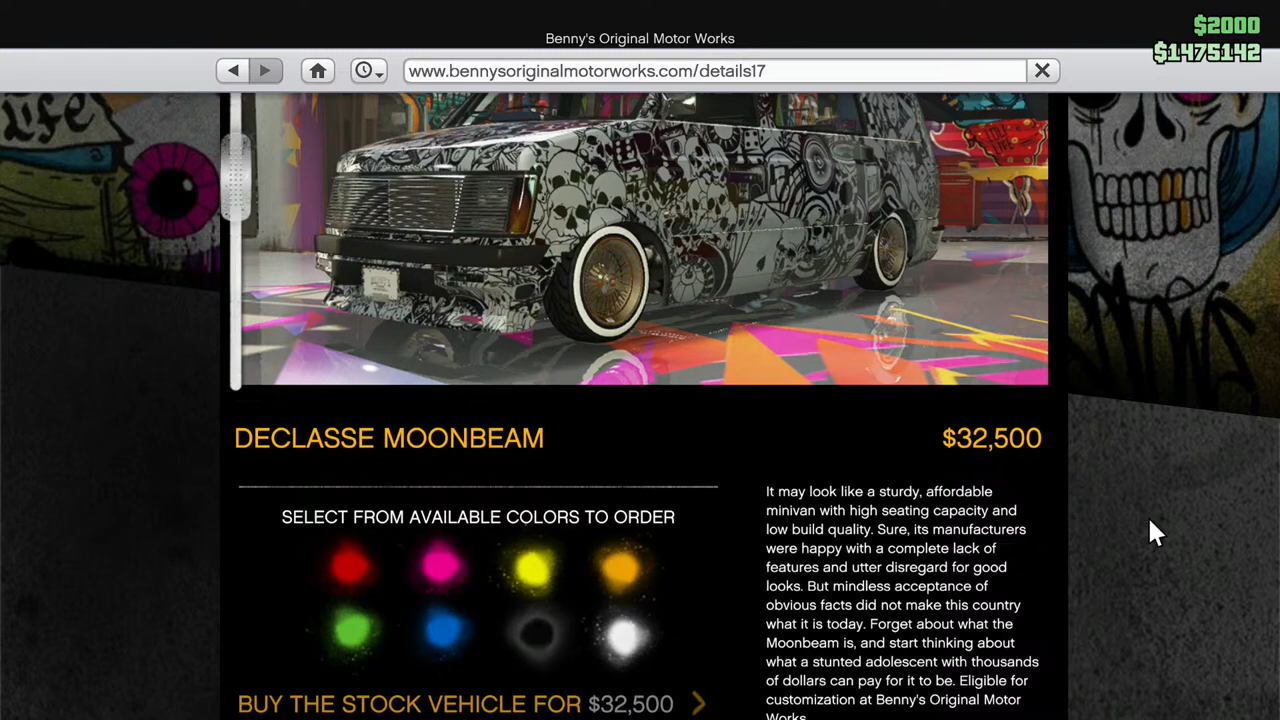 $2000
Benny's Original Motor Works
$1475142
www.bennysoriginalmotorworks.com/details17
Life
DECLASSE MOONBEAM
$32,500
SELECT FROM AVAILABLE COLORS TO ORDER
It may look like a sturdy, affordable
minivan with high seating capacity and
low build quality. Sure, its manufacturers
were happy with a complete lack of
features and utter disregard for good
looks. But mindless acceptance of
obvious facts did not make this country
what it is today. Forget about what the
Moonbeam is, and start thinking about
what a stunted adolescent with thousands
of dollars can pay for it to be. Eligible for
customization at Benny's Original Motor
Works.
BUY THE STOCK VEHICLE FOR $32,500